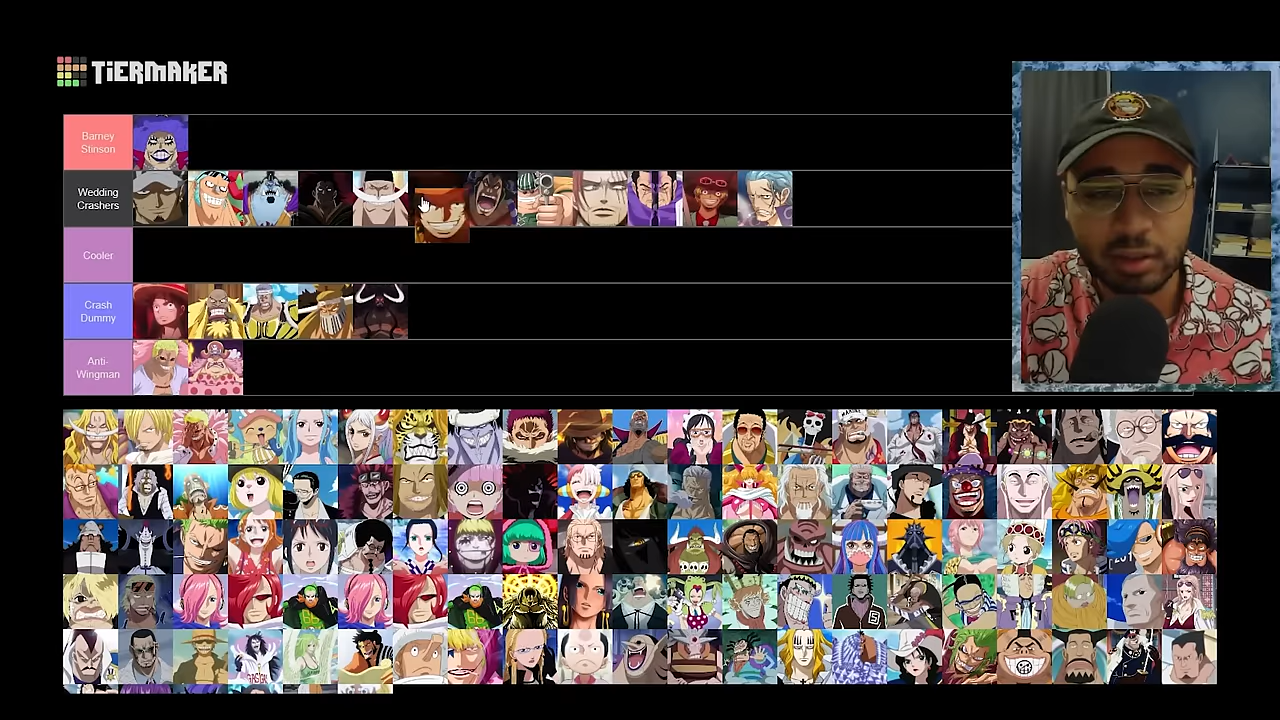 TIERMAKER
Barney
Stinson
Wedding
Crashers
Cooler
Crash
Dummy
Anti-
Wingman